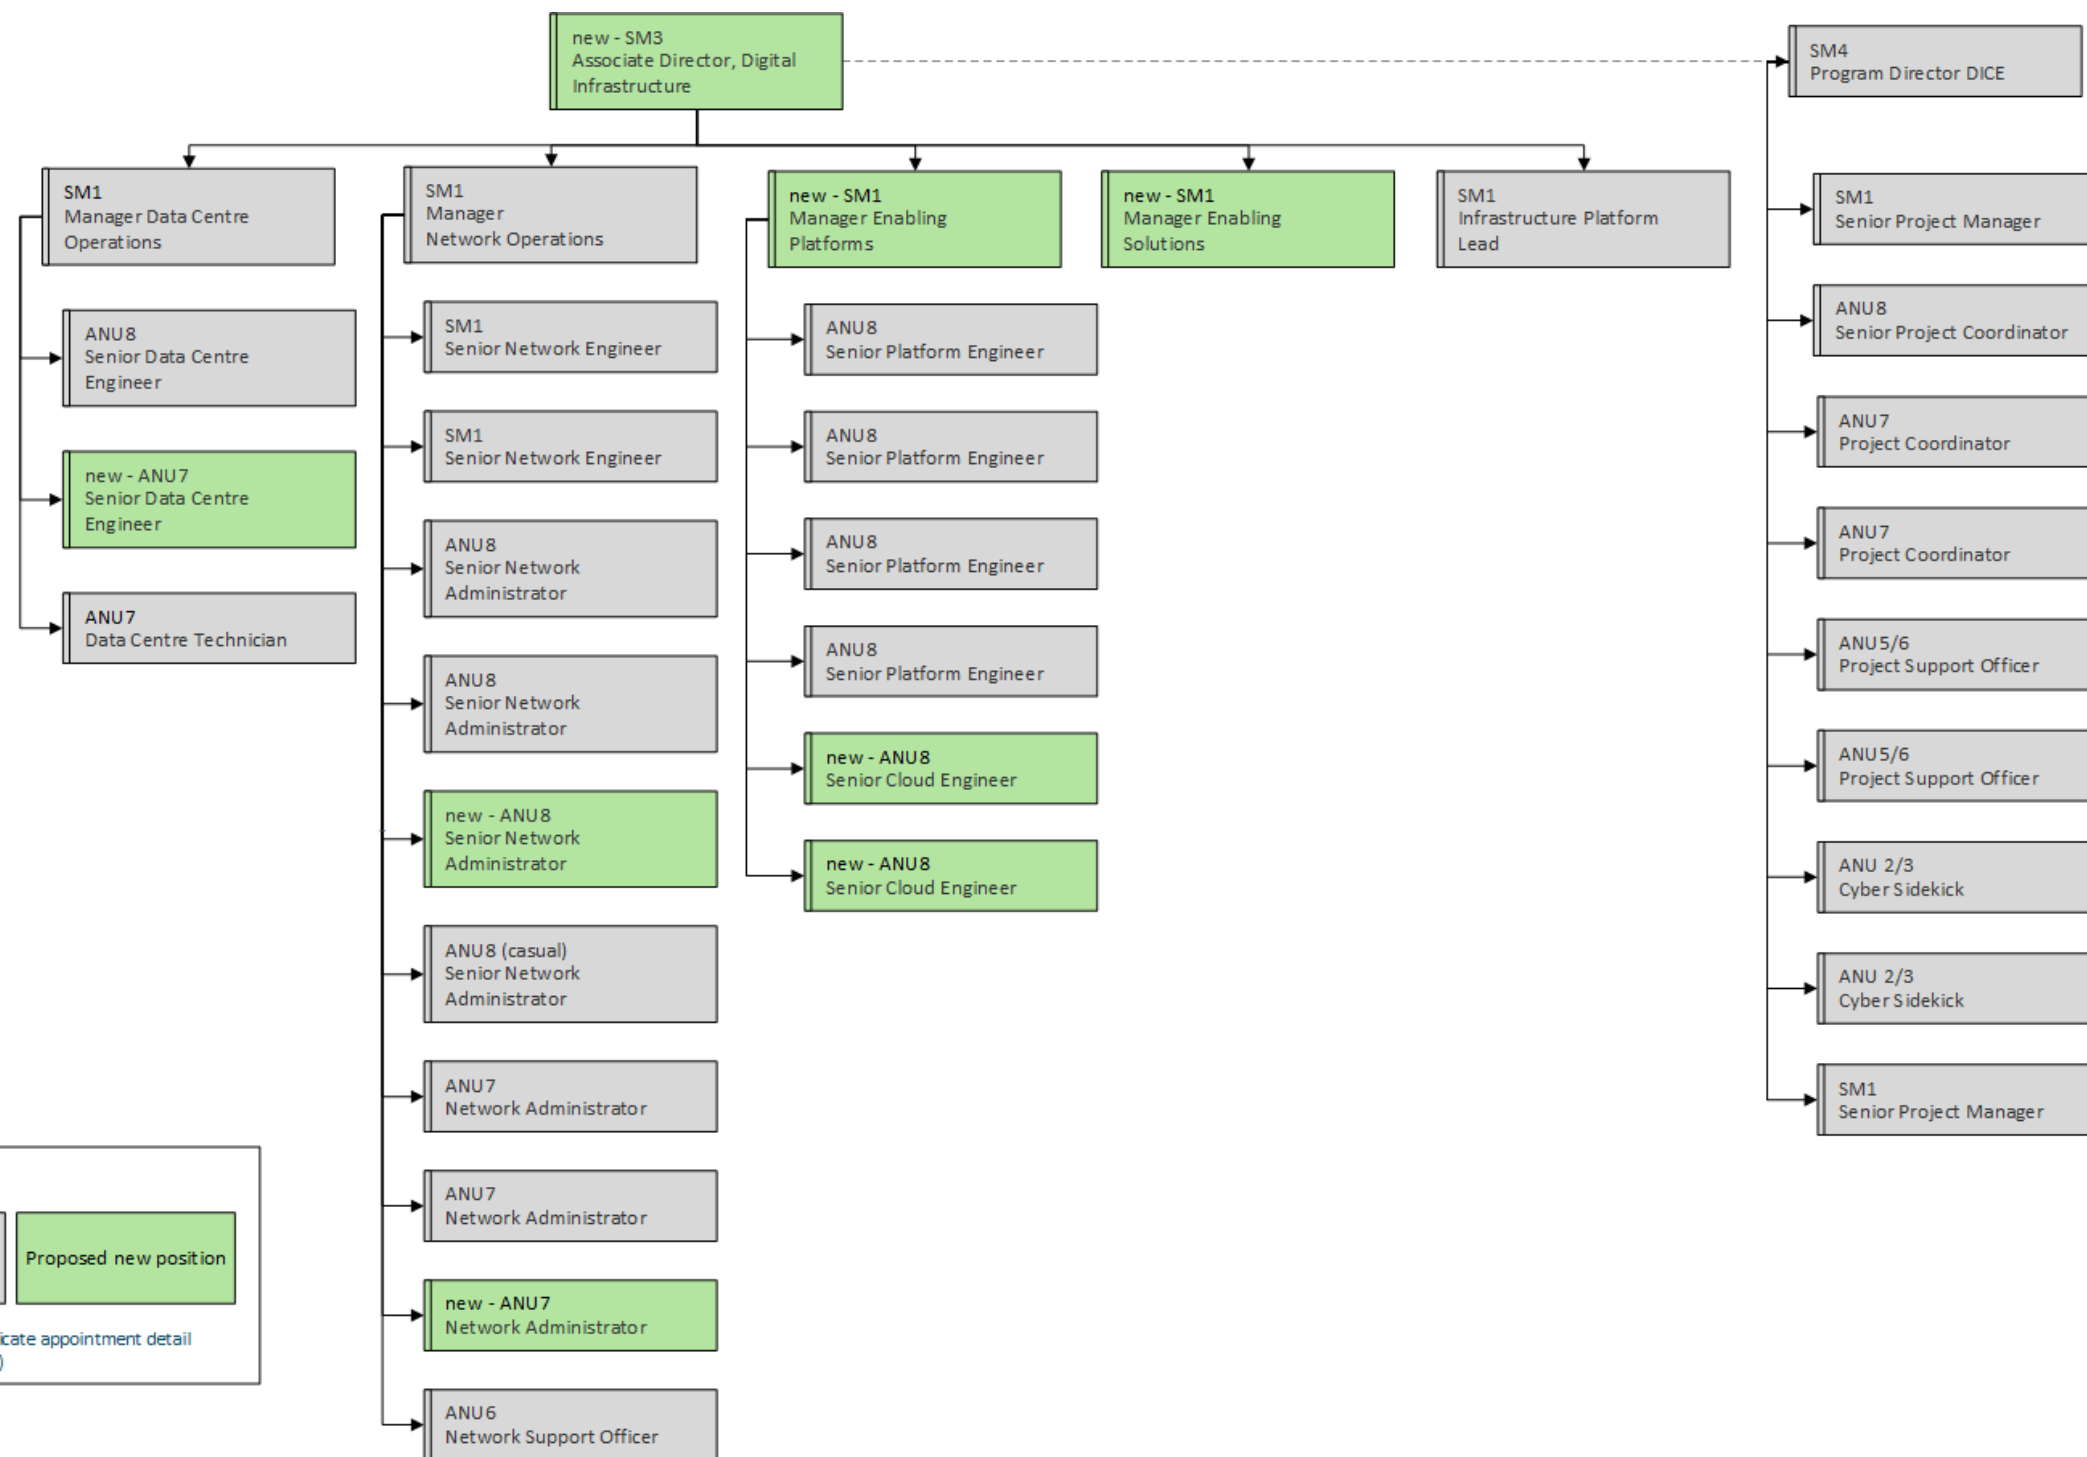 new - SM3
Associate Director, Digital
Infrastructure
SM4
Program Director DICE
SM1
Manager Data Centre
Operations
ANU8
Senior Data Centre
Engineer
new - ANU7
Senior Data Centre
Engineer
ANU7
Data Centre Technician
SM1
Manager
Network Operations
SM1
Senior Network Engineer
SM1
Senior Network Engineer
ANU8
Senior Network
Administrator
ANU8
Senior Network
Administrator
new - ANU8
Senior Network
Administrator
ANU8 (casual)
Senior Network
Administrator
ANU7
Network Administrator
ANU7
Network Administrator
new - ANU7
Network Administrator
ANU6
Network Support Officer
new - SM1
Manager Enabling
Platforms
ANU8
Senior Platform Engineer
ANU8
Senior Platform Engineer
ANU8
Senior Platform Engineer
ANU8
Senior Platform Engineer
new - ANU8
Senior Cloud Engineer
new - ANU8
Senior Cloud Engineer
new - SM1
Manager Enabling
Solutions
SM1
Infrastructure Platform
Lead
SM1
Senior Project Manager
ANU8
Senior Project Coordinator
ANU7
Project Coordinator
ANU7
Project Coordinator
ANU5/6
Project Support Officer
ANU5/6
Project Support Officer
ANU 2/3
Cyber Sidekick
ANU 2/3
Cyber Sidekick
SM1
Senior Project Manager
Proposed new position
icate appointment detail
)